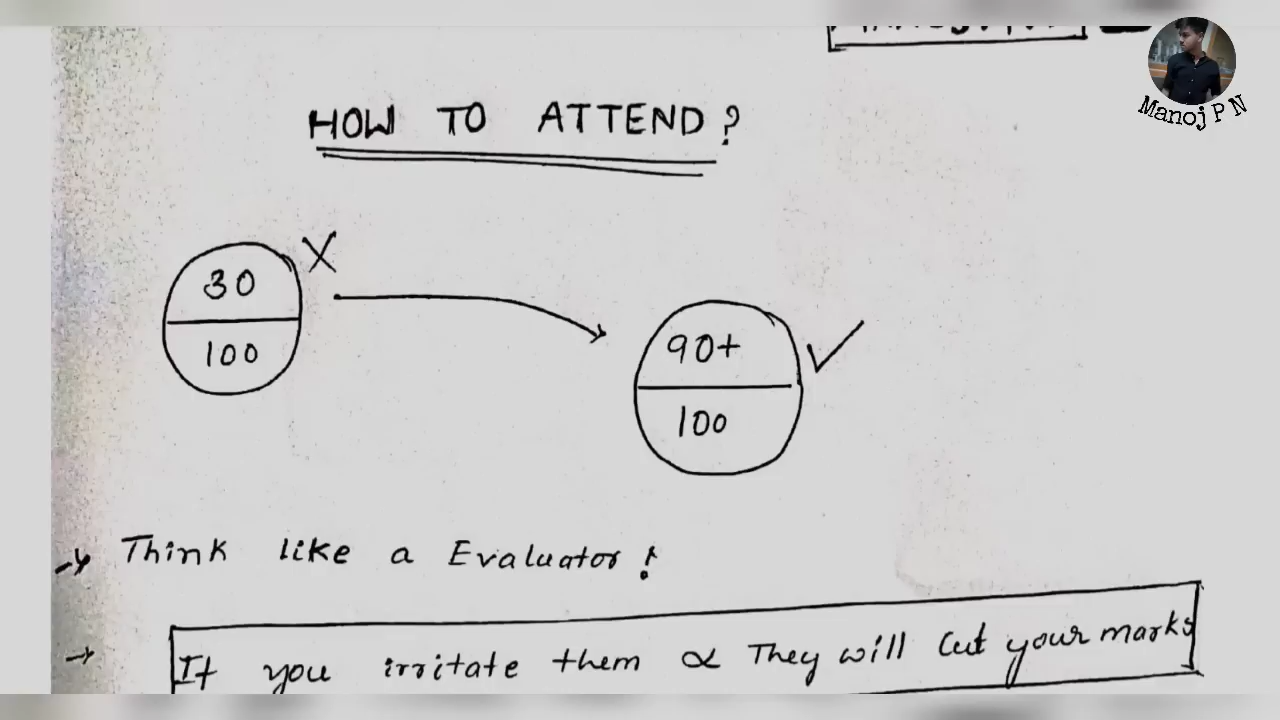 Manoj P N
HOW TO ATTEND?
30
100
X
90+
100
→ Think like a Evaluator!
→ If you irritate them ∝ They will cut your marks